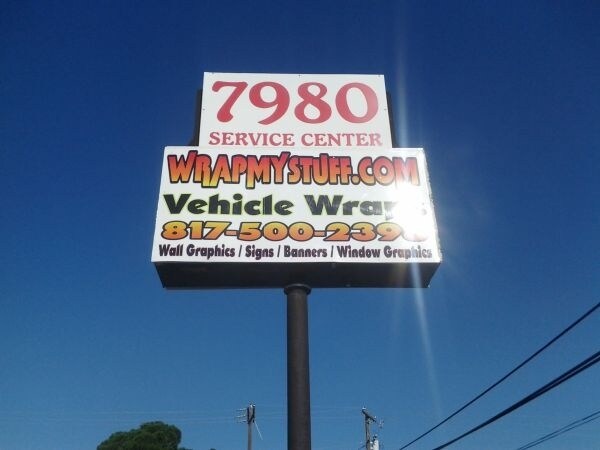 7980
SERVICE CENTER
WRAPMYSTUFF.COM
Vehicle
Wall Graphics / Signs / Banners / Window Graphics